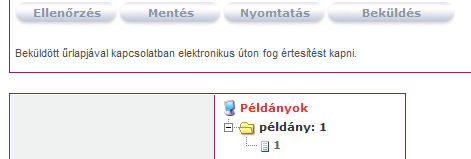 Ellenőrzés Mentés Nyomtatás Beküldés
Beküldött űrlapjával kapcsolatban elektronikus úton fog értesítést kapni.
Példányok
példány: 1
1